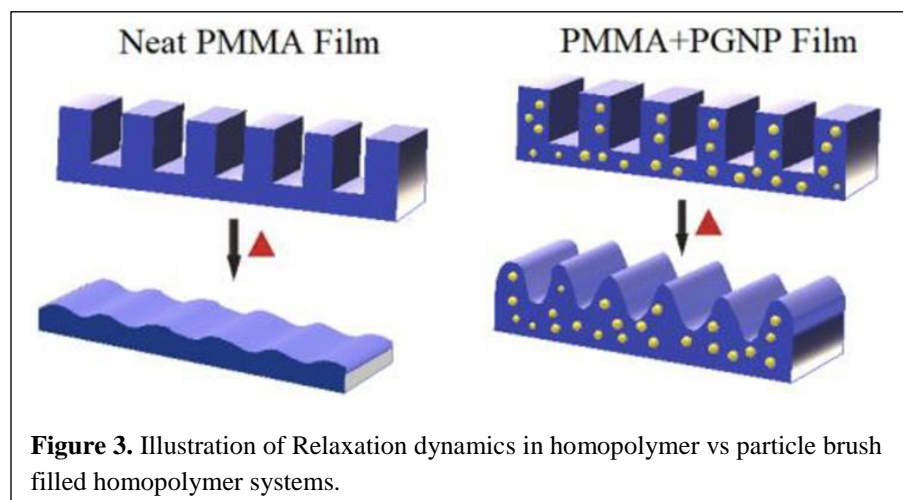 Neat PMMA Film
PMMA+PGNP Film
Figure 3. Illustration of Relaxation dynamics in homopolymer vs particle brush
filled homopolymer systems.